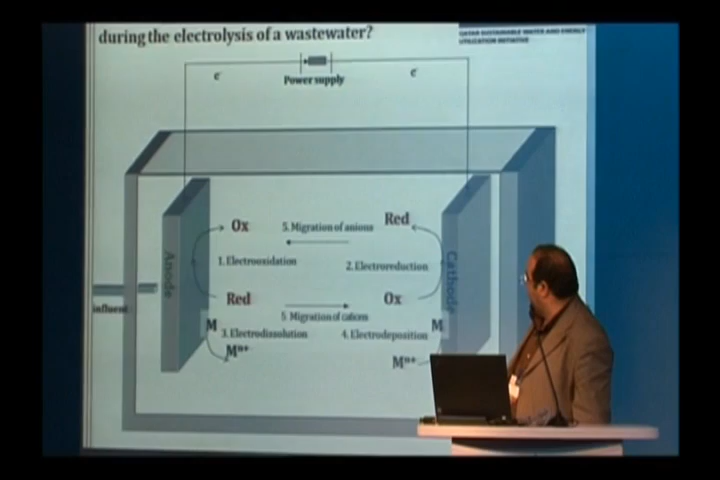 during the electrolysis of a wastewater?
QATAR SUSTAINABLE WATER AND ENERGY
UTILIZATION INITIATIVE
e-
e-
Power supply
Ox
5. Migration of anions
Red
Anode
1. Electrooxidation
2. Electroreduction
Cathode
Red
Ox
influent
5. Migration of cations
M
3. Electrodissolution
4. Electrodeposition
M
Mⁿ⁺
Mⁿ⁺